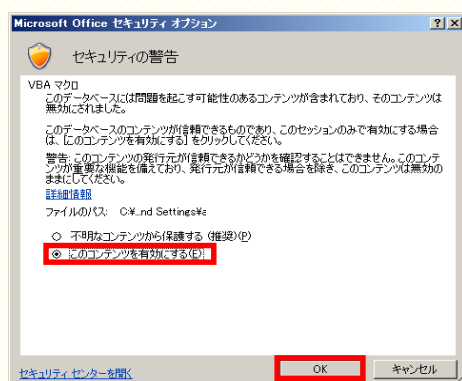 Microsoft Office セキュリティ オプション
セキュリティの警告
VBA マクロ
このデータベースには問題を起こす可能性のあるコンテンツが含まれており、そのコンテンツは
無効にされました。
このデータベースのコンテンツが信頼できるものであり、このセッションのみで有効にする場合
は、[このコンテンツを有効にする] をクリックしてください。
警告: このコンテンツの発行元が信頼できるかどうかを確認することはできません。このコンテ
ンツが重要な機能を備えており、発行元が信頼できる場合を除き、このコンテンツは無効の
ままにしてください。
詳細情報
ファイルのパス: C:¥..nd Settings¥a
不明なコンテンツから保護する (推奨)(P)
このコンテンツを有効にする(E)
セキュリティ センターを開く
OK
キャンセル